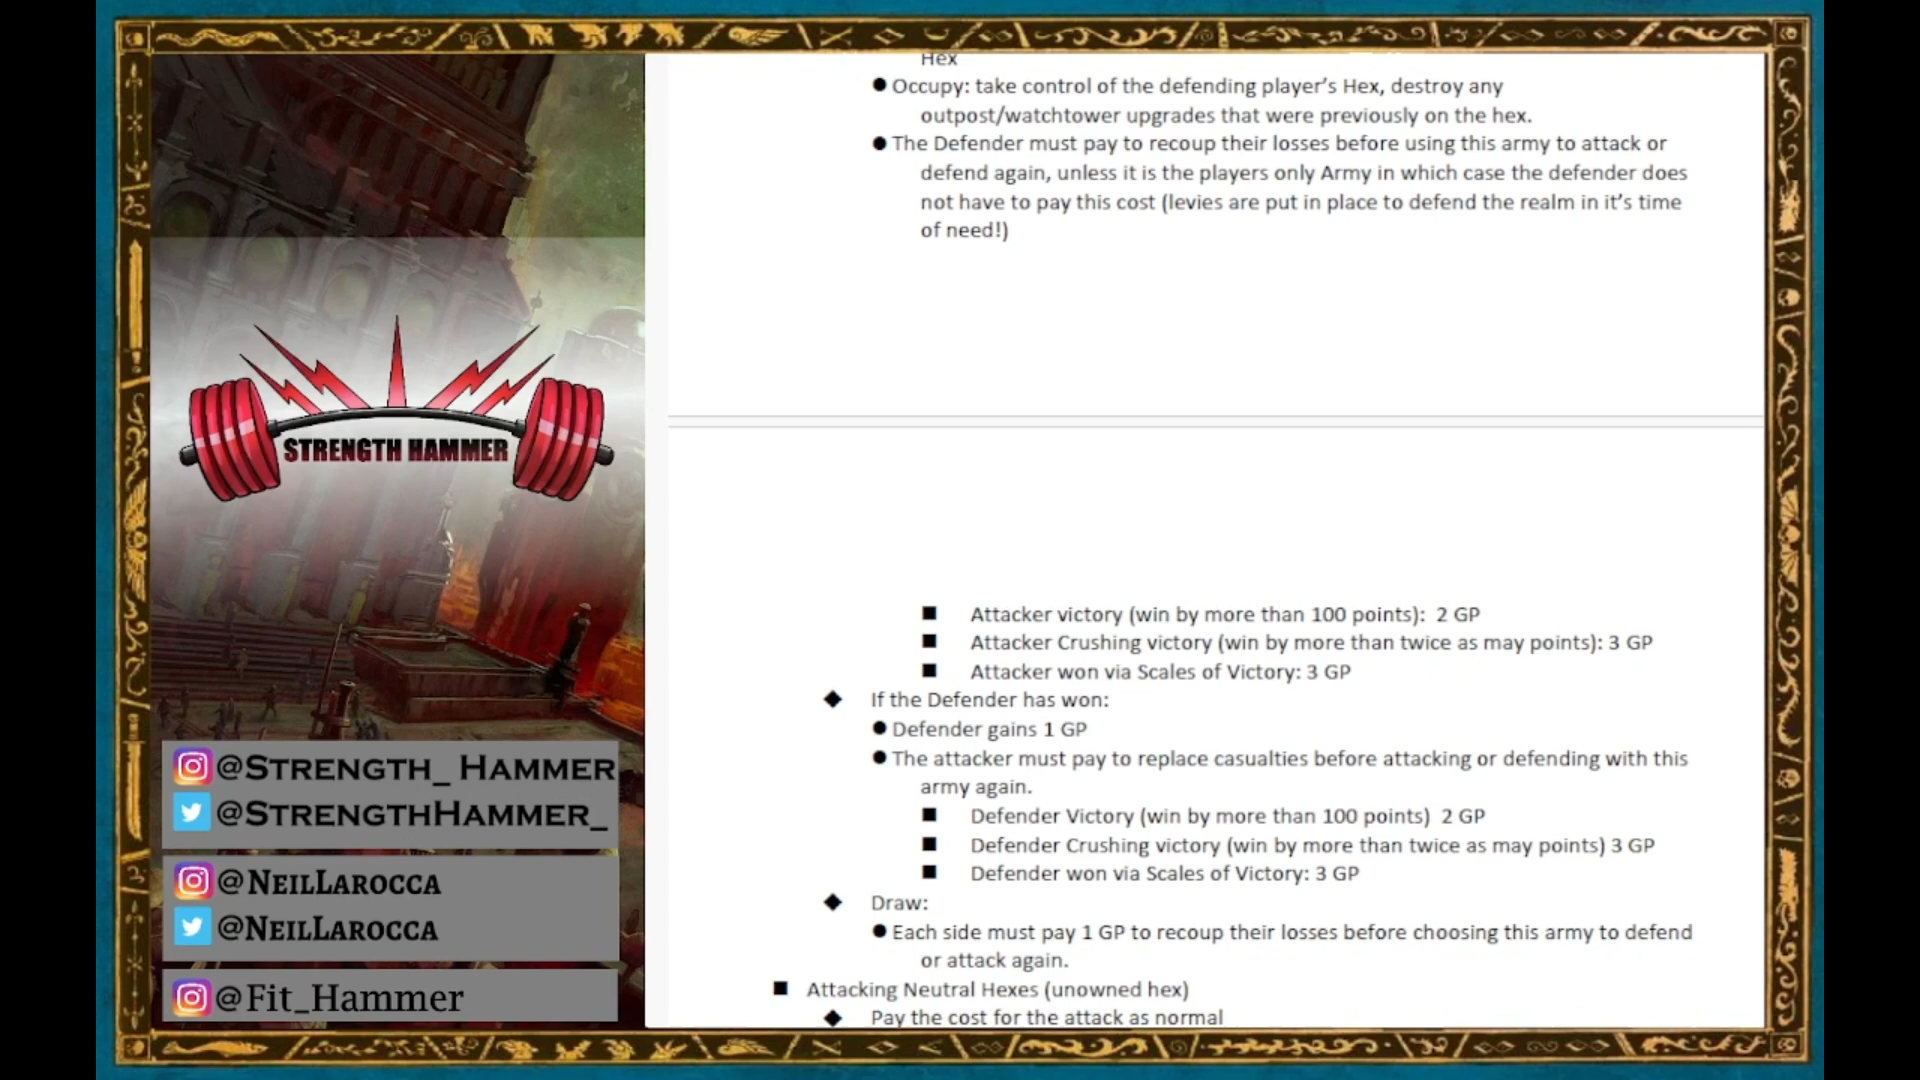 STRENGTH HAMMER
@STRENGTH_HAMMER
@STRENGTHHAMMER_
@NEILLAROCCA
@NEILLAROCCA
@Fit_Hammer
Hex
● Occupy: take control of the defending player's Hex, destroy any
outpost/watchtower upgrades that were previously on the hex.
● The Defender must pay to recoup their losses before using this army to attack or
defend again, unless it is the players only Army in which case the defender does
not have to pay this cost (levies are put in place to defend the realm in it's time
of need!)
■ Attacker victory (win by more than 100 points): 2 GP
■ Attacker Crushing victory (win by more than twice as may points): 3 GP
■ Attacker won via Scales of Victory: 3 GP
◆ If the Defender has won:
● Defender gains 1 GP
● The attacker must pay to replace casualties before attacking or defending with this
army again.
■ Defender Victory (win by more than 100 points) 2 GP
■ Defender Crushing victory (win by more than twice as may points) 3 GP
■ Defender won via Scales of Victory: 3 GP
◆ Draw:
● Each side must pay 1 GP to recoup their losses before choosing this army to defend
or attack again.
■ Attacking Neutral Hexes (unowned hex)
◆ Pay the cost for the attack as normal